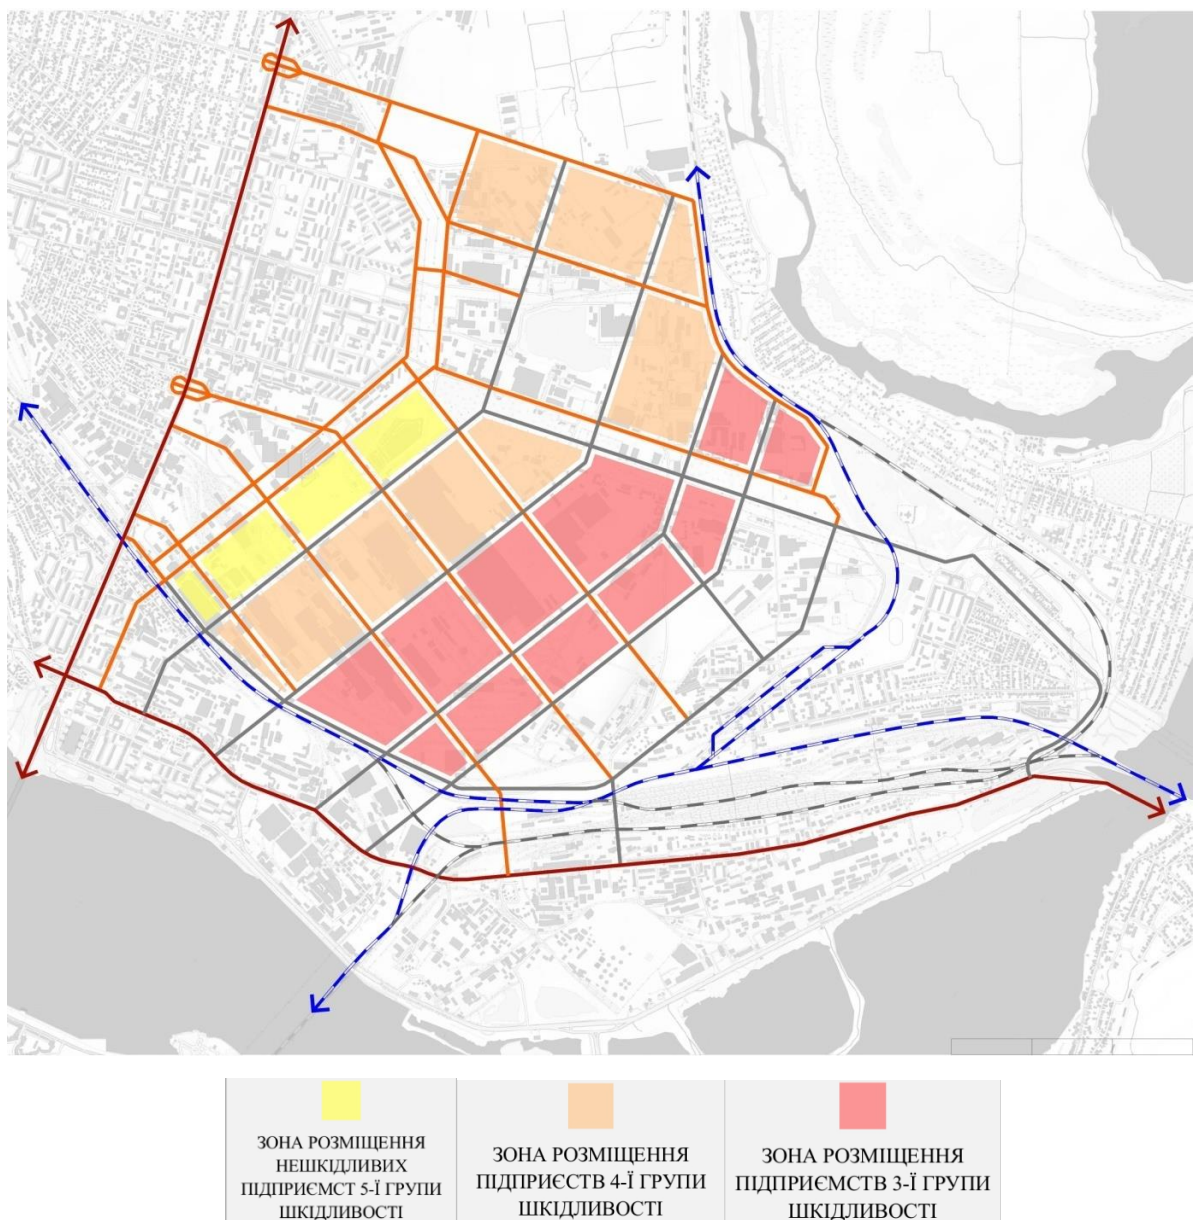 ЗОНА РОЗМІЩЕННЯ
НЕШКІДЛИВИХ
ПІДПРИЄМСТ 5-Ї ГРУПИ
ШКІДЛИВОСТІ
ЗОНА РОЗМІЩЕННЯ
ПІДПРИЄСТВ 4-Ї ГРУПИ
ШКІДЛИВОСТІ
ЗОНА РОЗМІЩЕННЯ
ПІДПРИЄМСТВ 3-Ї ГРУПИ
ШКІДЛИВОСТІ